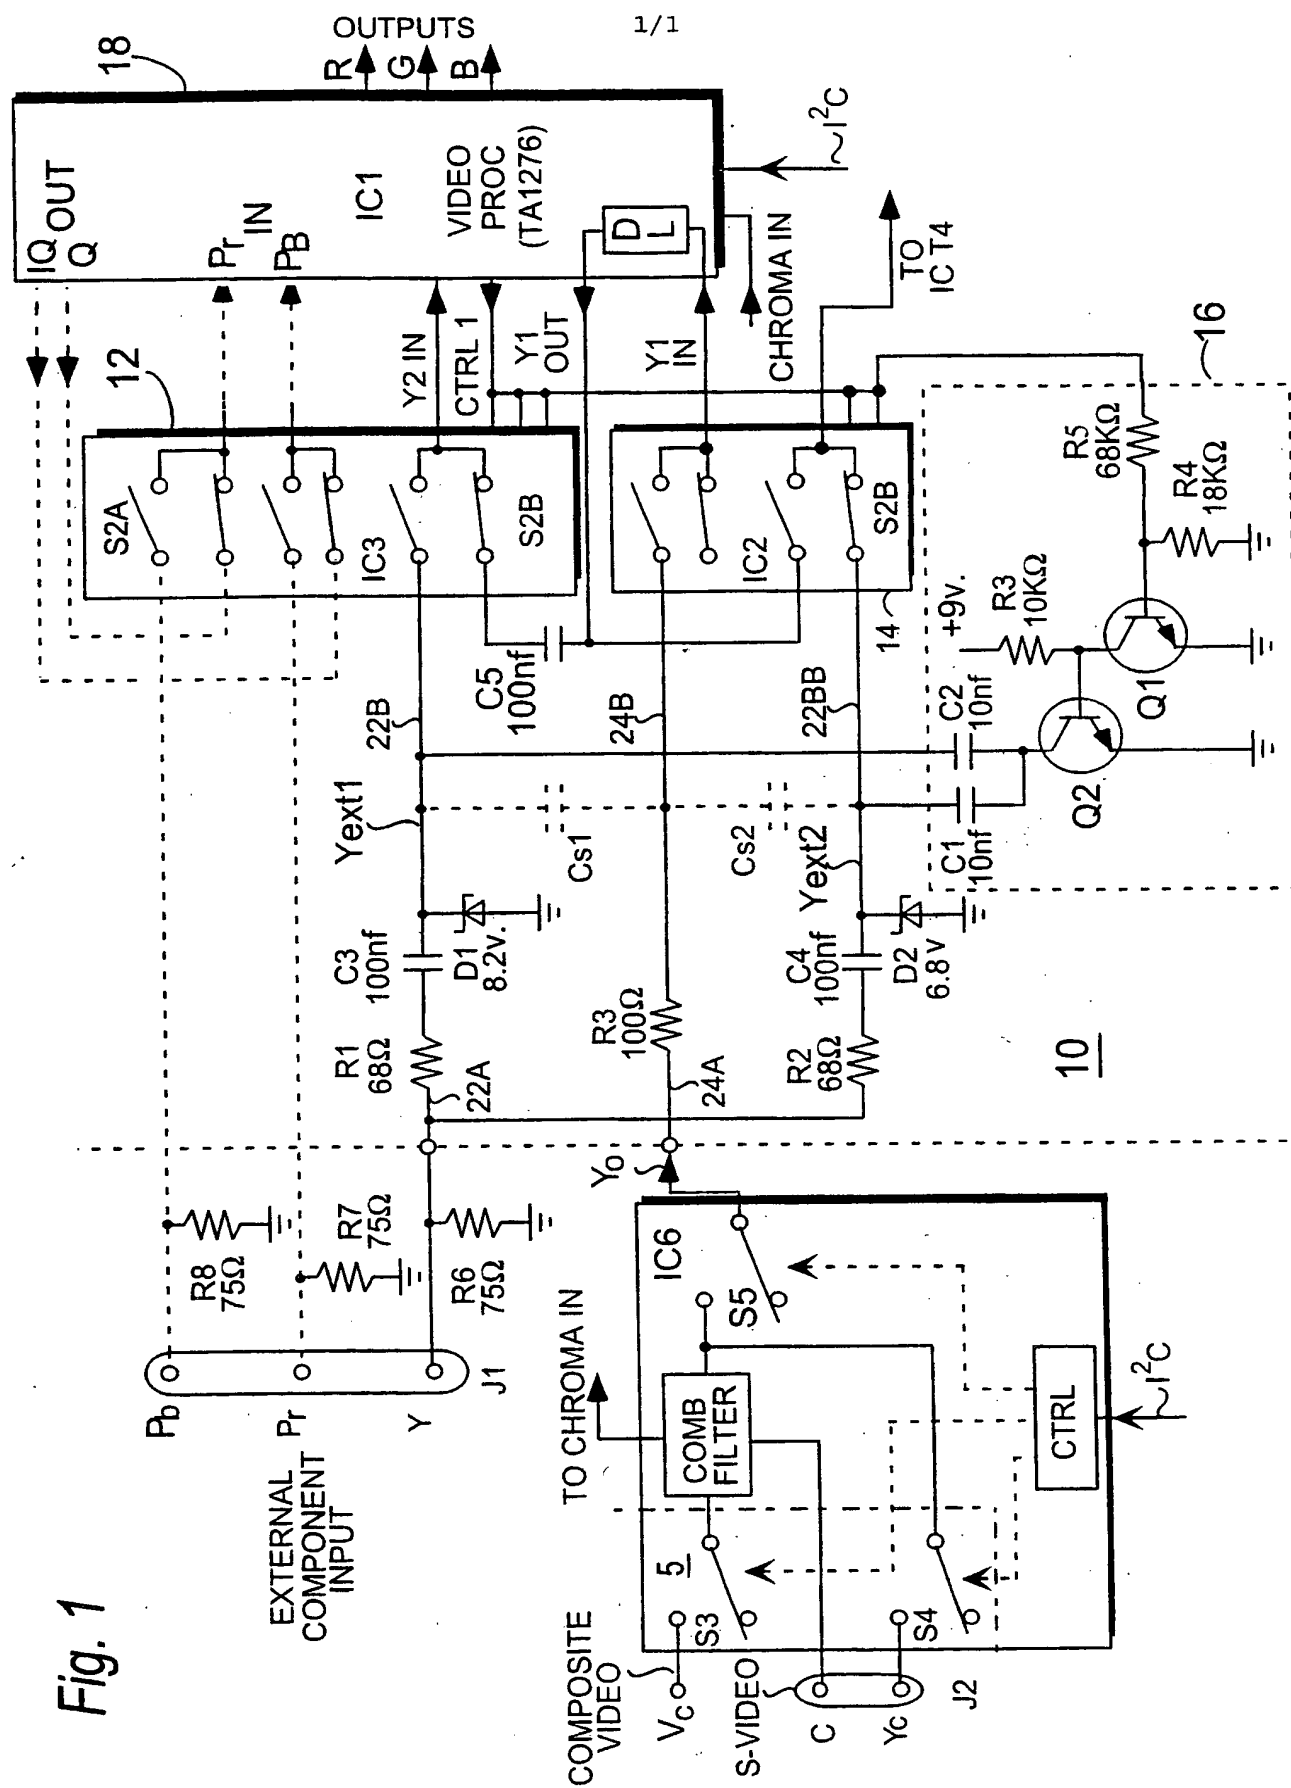 1/1
Fig. 1
EXTERNAL
COMPONENT
INPUT
Pb
Pr
Y
J1
R8
75Ω
R7
75Ω
R6
75Ω
COMPOSITE
VIDEO
Vc
S-VIDEO
C
Yc
J2
TO CHROMA IN
5
S3
S4
COMB
FILTER
IC6
S5
CTRL
I²C
Yo
10
R1
68Ω
22A
C3
100nf
D1
8.2v.
Yext1
22B
R3
100Ω
24A
24B
Cs1
Cs2
R2
68Ω
C4
100nf
D2
6.8v
Yext2
22BB
C5
100nf
12
S2A
IC3
S2B
14
IC2
S2B
16
C1
10nf
C2
10nf
Q2
Q1
+9v.
R3
10KΩ
R4
18KΩ
R5
68KΩ
Y2 IN
CTRL 1
Y1
OUT
Y1
IN
CHROMA IN
TO
IC T4
I²C
18
IQ
OUT
Q
Pr
IN
PB
IC1
VIDEO
PROC
(TA1276)
D
L
OUTPUTS
R
G
B